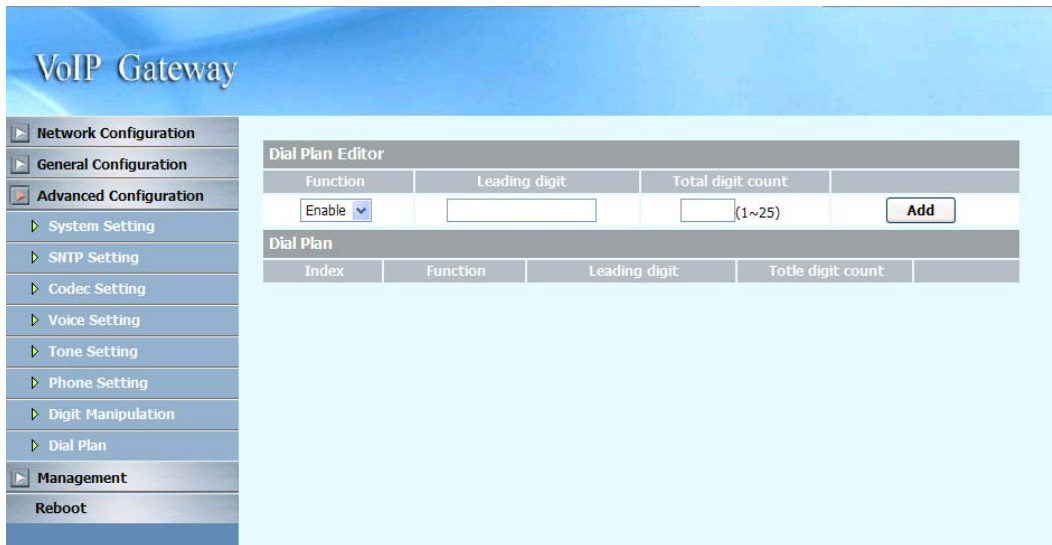 VoIP Gateway
Network Configuration
General Configuration
Advanced Configuration
System Setting
SNTP Setting
Codec Setting
Voice Setting
Tone Setting
Phone Setting
Digit Manipulation
Dial Plan
Management
Reboot
Dial Plan Editor
Function Leading digit Total digit count
Enable (1~25) Add
Dial Plan
Index Function Leading digit Totle digit count